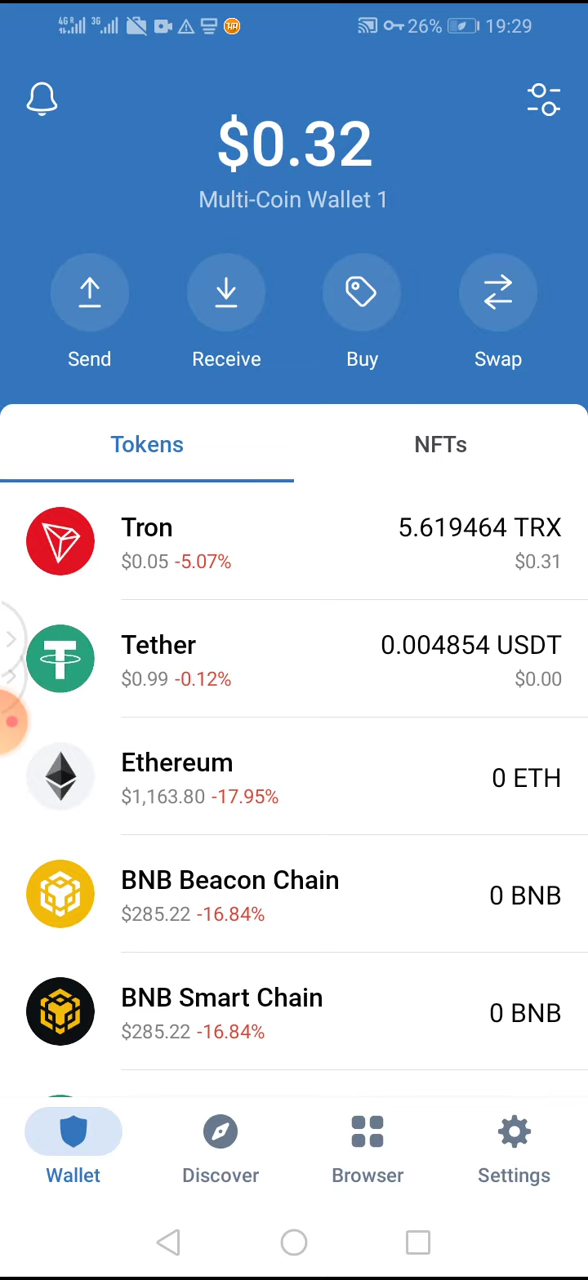 4G R 3G 26% 19:29
$0.32
Multi-Coin Wallet 1
Send Receive Buy Swap
Tokens NFTs
Tron 5.619464 TRX
$0.05 -5.07% $0.31
Tether 0.004854 USDT
$0.99 -0.12% $0.00
Ethereum
$1,163.80 -17.95% 0 ETH
BNB Beacon Chain
$285.22 -16.84% 0 BNB
BNB Smart Chain
$285.22 -16.84% 0 BNB
Wallet Discover Browser Settings